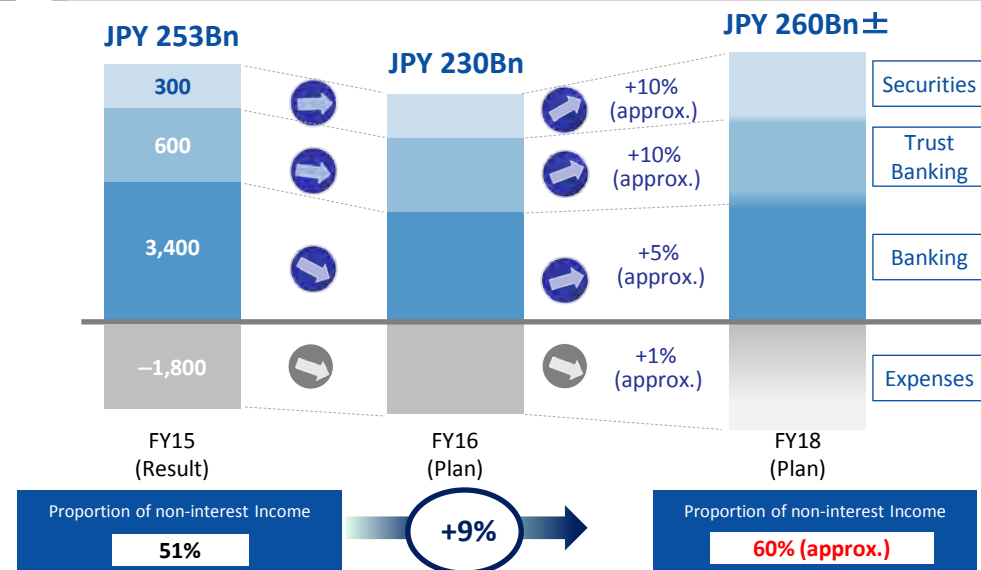 JPY 253Bn
JPY 230Bn
JPY 260Bn±
300
600
3,400
–1,800
+10%
(approx.)
+10%
(approx.)
+5%
(approx.)
+1%
(approx.)
Securities
Trust
Banking
Banking
Expenses
FY15
(Result)
FY16
(Plan)
FY18
(Plan)
Proportion of non-interest Income
51%
+9%
Proportion of non-interest Income
60% (approx.)